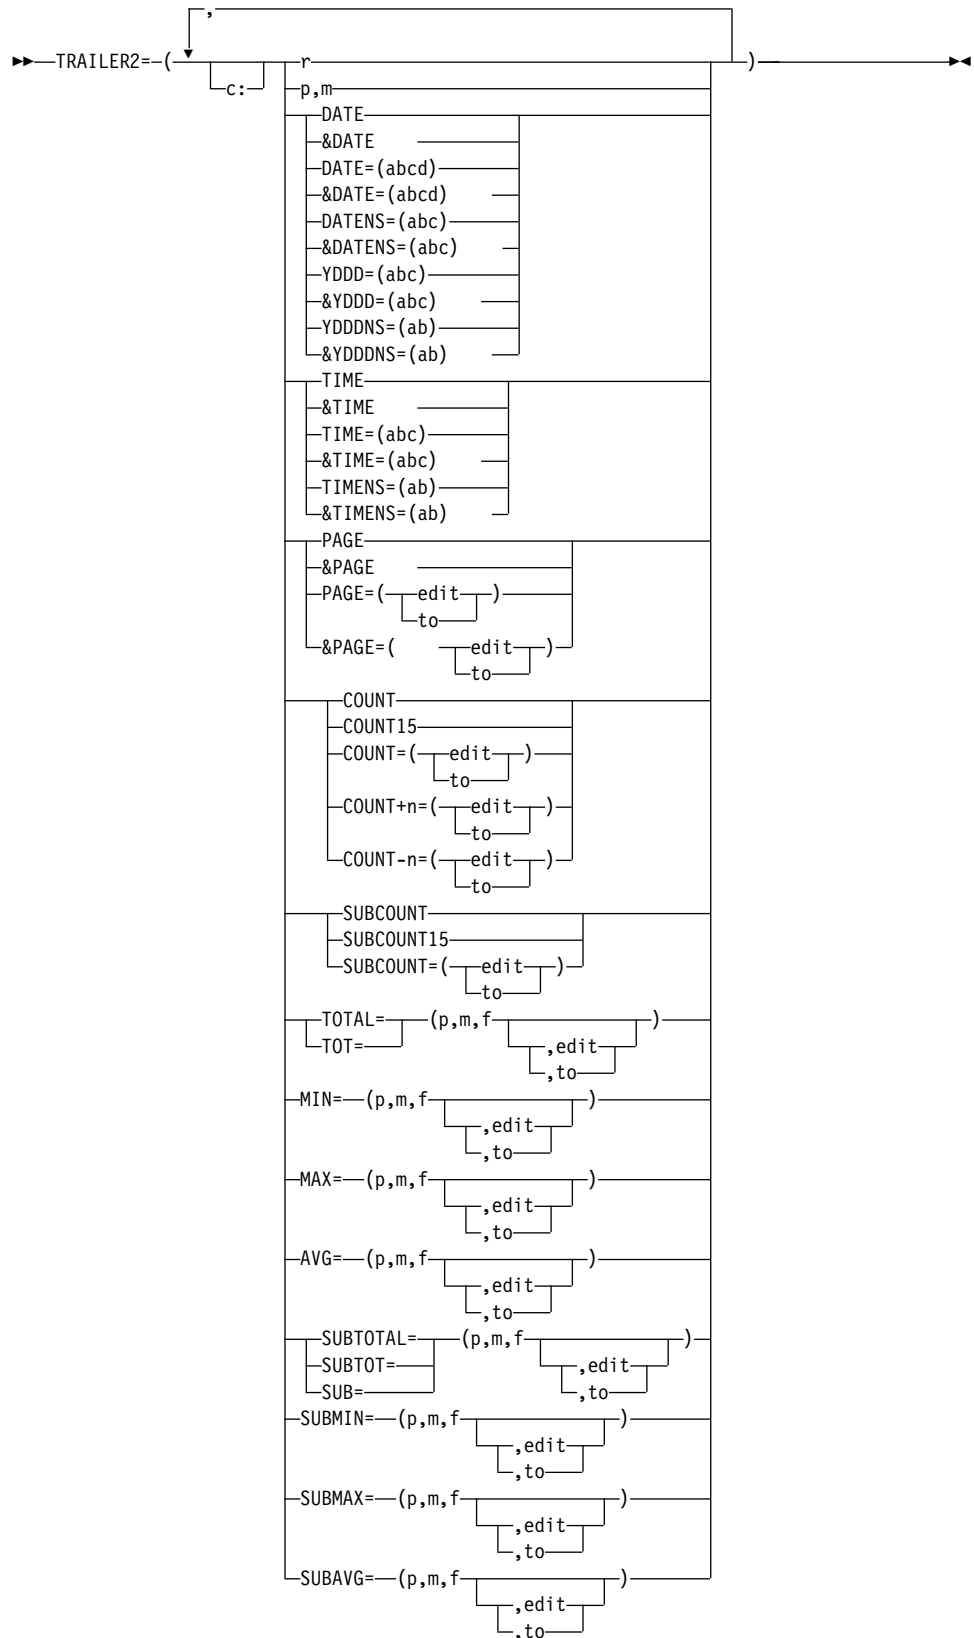 ,
TRAILER2= ( r )
c: p,m
DATE
&DATE
DATE=(abcd)
&DATE=(abcd)
DATENS=(abc)
&DATENS=(abc)
YDDD=(abc)
&YDDD=(abc)
YDDDNS=(ab)
&YDDDNS=(ab)
TIME
&TIME
TIME=(abc)
&TIME=(abc)
TIMENS=(ab)
&TIMENS=(ab)
PAGE
&PAGE
PAGE=( edit )
to
&PAGE=( edit )
to
COUNT
COUNT15
COUNT=( edit )
to
COUNT+n=( edit )
to
COUNT-n=( edit )
to
SUBCOUNT
SUBCOUNT15
SUBCOUNT=( edit )
to
TOTAL= (p,m,f )
TOT= ,edit
,to
MIN= (p,m,f )
,edit
,to
MAX= (p,m,f )
,edit
,to
AVG= (p,m,f )
,edit
,to
SUBTOTAL= (p,m,f )
SUBTOT= ,edit
SUB= ,to
SUBMIN= (p,m,f )
,edit
,to
SUBMAX= (p,m,f )
,edit
,to
SUBAVG= (p,m,f )
,edit
,to